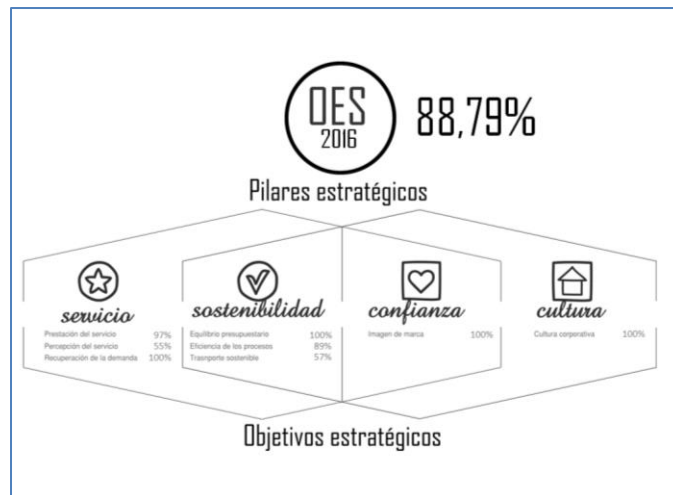 OES
2016
88,79%
Pilares estratégicos
servicio
Prestación del servicio 97%
Percepción del servicio 55%
Recuperación de la demanda 100%
sostenibilidad
Equilibrio presupuestario 100%
Eficiencia de los procesos 89%
Trasnporte sostenible 57%
confianza
Imagen de marca 100%
cultura
Cultura corporativa 100%
Objetivos estratégicos